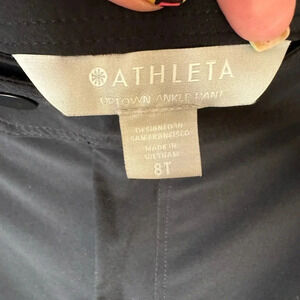 ATHLETA
UPTOWN ANKLE PANT
DESIGNED IN
SAN FRANCISCO
MADE IN
VIETNAM
8T